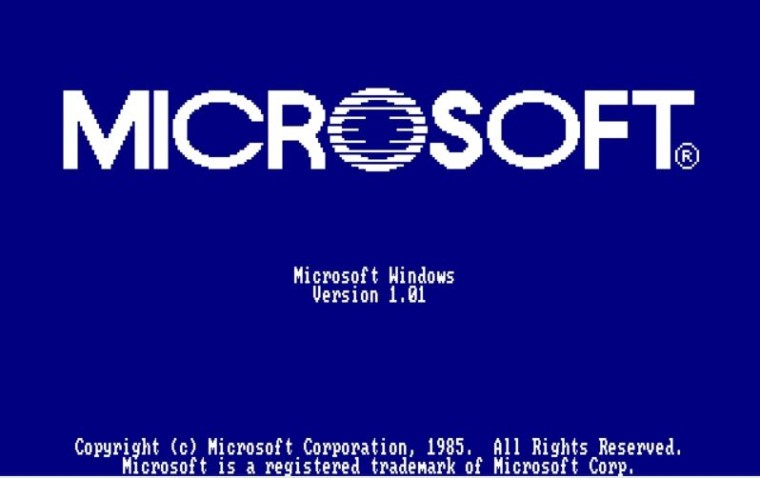 MICROSOFT®
Microsoft Windows
Version 1.01
Copyright (c) Microsoft Corporation, 1985.  All Rights Reserved.
Microsoft is a registered trademark of Microsoft Corp.